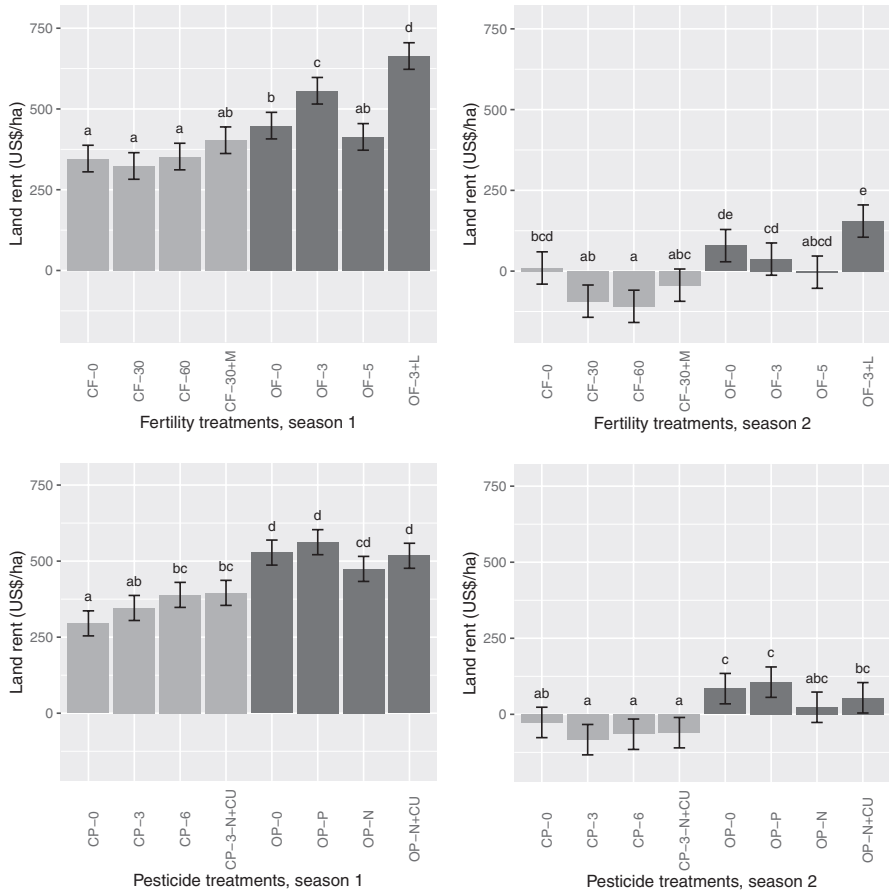 Land rent (US$/ha)
750
500
250
0
a
a
a
ab
b
c
ab
d
CF−0
CF−30
CF−60
CF−30+M
OF−0
OF−3
OF−5
OF−3+L
Fertility treatments, season 1
Land rent (US$/ha)
750
500
250
0
bcd
ab
a
abc
de
cd
abcd
e
CF−0
CF−30
CF−60
CF−30+M
OF−0
OF−3
OF−5
OF−3+L
Fertility treatments, season 2
Land rent (US$/ha)
750
500
250
0
a
ab
bc
bc
d
d
cd
d
CP−0
CP−3
CP−6
CP−3−N+CU
OP−0
OP−P
OP−N
OP−N+CU
Pesticide treatments, season 1
Land rent (US$/ha)
750
500
250
0
ab
a
a
a
c
c
abc
bc
CP−0
CP−3
CP−6
CP−3−N+CU
OP−0
OP−P
OP−N
OP−N+CU
Pesticide treatments, season 2